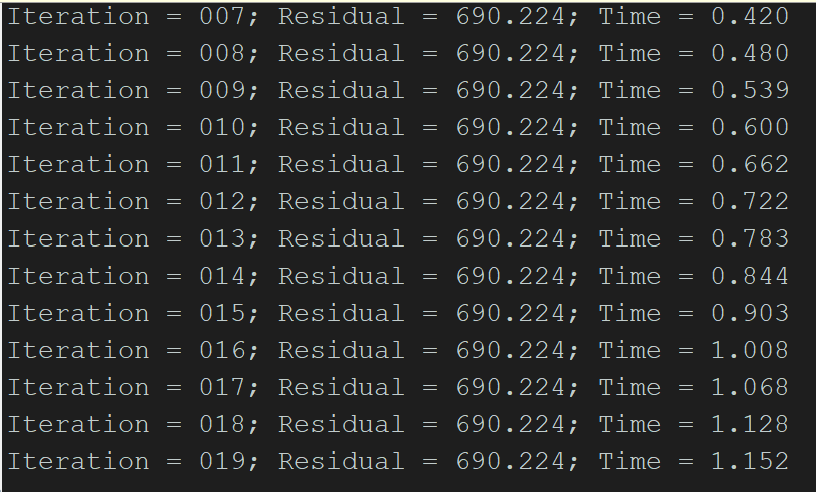 Iteration = 007; Residual = 690.224; Time = 0.420
Iteration = 008; Residual = 690.224; Time = 0.480
Iteration = 009; Residual = 690.224; Time = 0.539
Iteration = 010; Residual = 690.224; Time = 0.600
Iteration = 011; Residual = 690.224; Time = 0.662
Iteration = 012; Residual = 690.224; Time = 0.722
Iteration = 013; Residual = 690.224; Time = 0.783
Iteration = 014; Residual = 690.224; Time = 0.844
Iteration = 015; Residual = 690.224; Time = 0.903
Iteration = 016; Residual = 690.224; Time = 1.008
Iteration = 017; Residual = 690.224; Time = 1.068
Iteration = 018; Residual = 690.224; Time = 1.128
Iteration = 019; Residual = 690.224; Time = 1.152